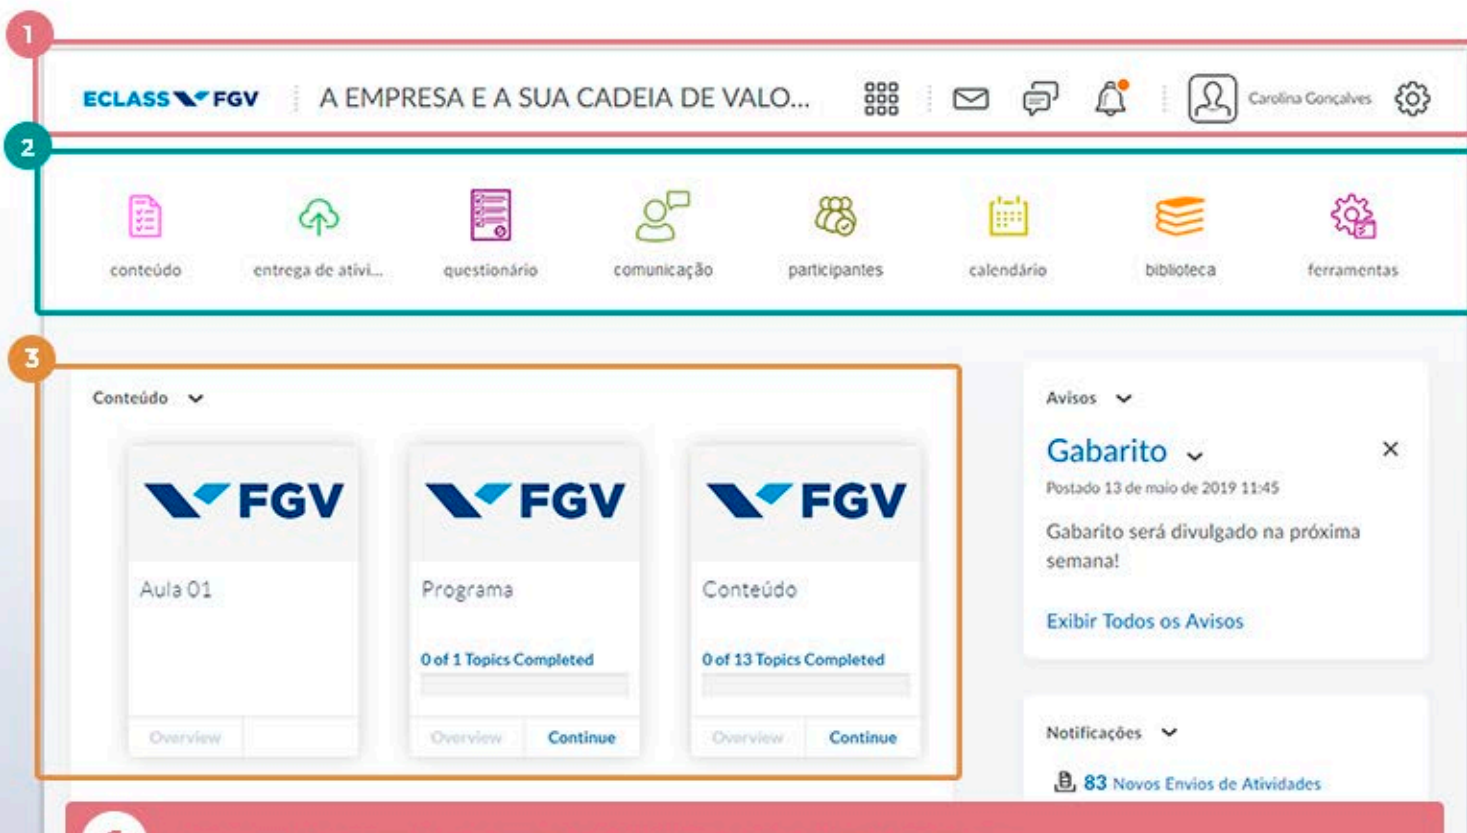 1
ECLASS FGV
A EMPRESA E A SUA CADEIA DE VALO...
Carolina Gonçalves
2
conteúdo
entrega de ativi...
questionário
comunicação
participantes
calendário
biblioteca
ferramentas
3
Conteúdo
FGV
Aula 01
Overview
FGV
Programa
0 of 1 Topics Completed
Overview Continue
FGV
Conteúdo
0 of 13 Topics Completed
Overview Continue
Avisos
Gabarito
Postado 13 de maio de 2019 11:45
Gabarito será divulgado na próxima
semana!
Exibir Todos os Avisos
Notificações
83 Novos Envios de Atividades